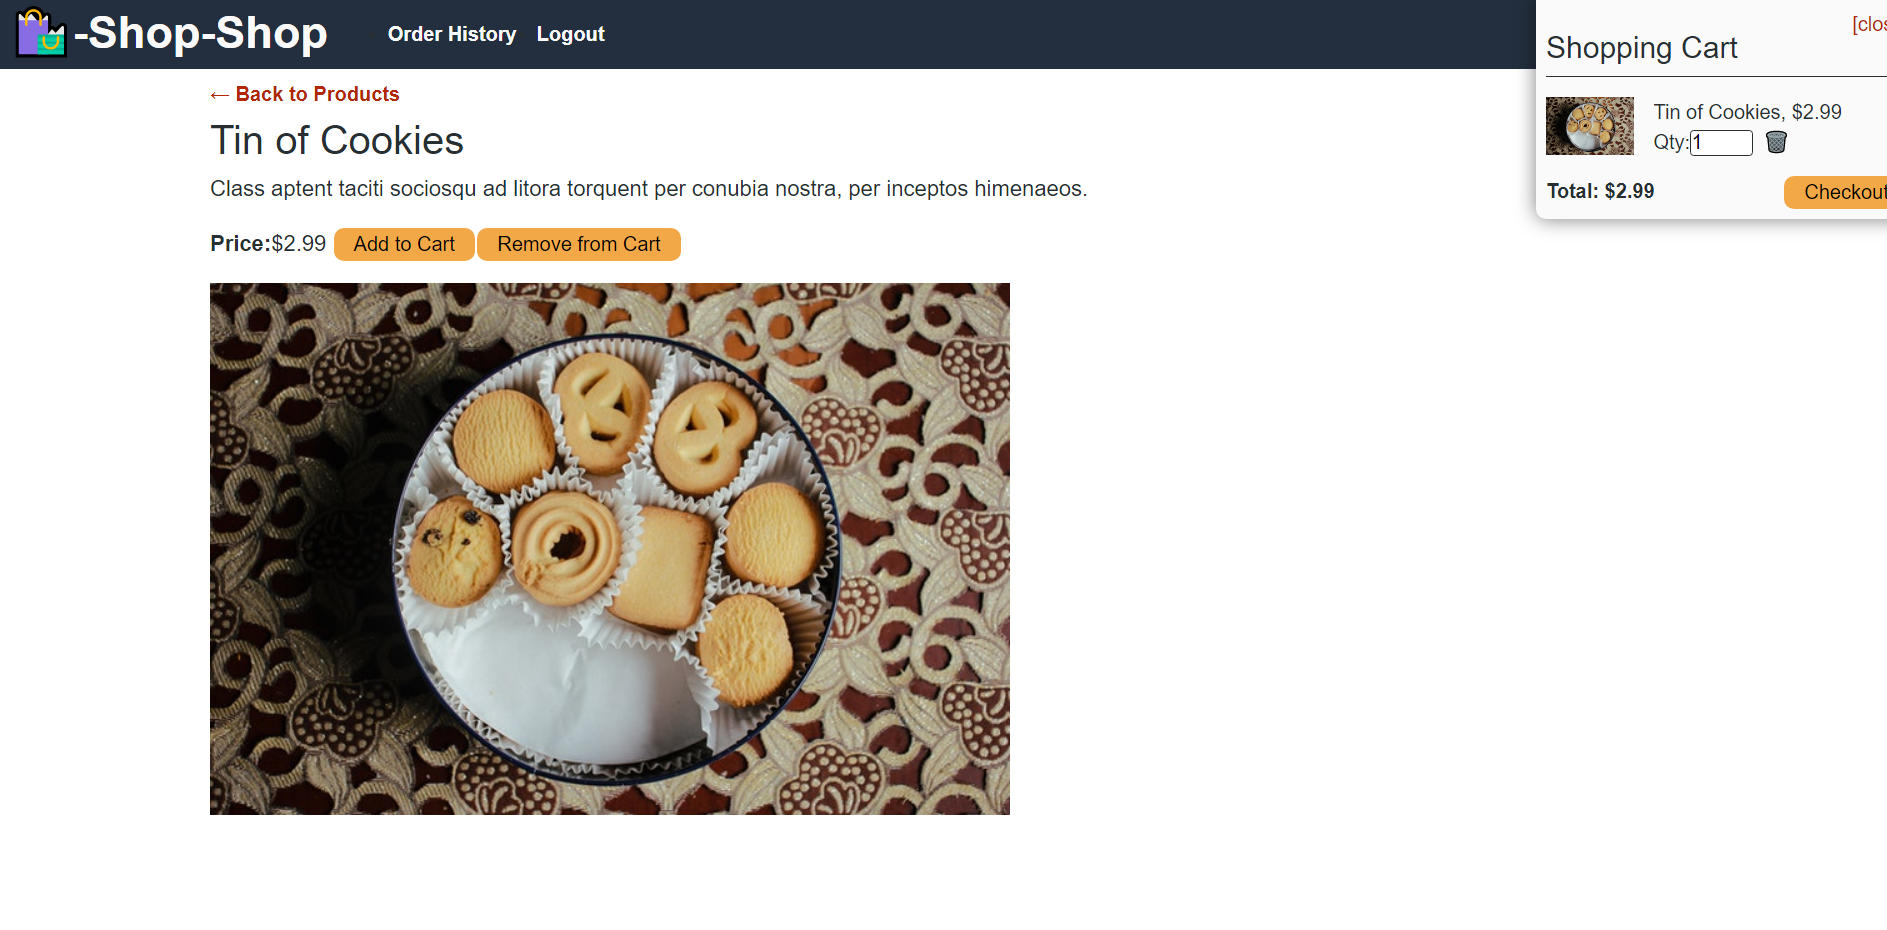 -Shop-Shop
Order History
Logout
← Back to Products
Tin of Cookies
Class aptent taciti sociosqu ad litora torquent per conubia nostra, per inceptos himenaeos.
Price:$2.99 Add to Cart Remove from Cart
[clos
Shopping Cart
Tin of Cookies, $2.99
Qty:1
Total: $2.99
Checkout